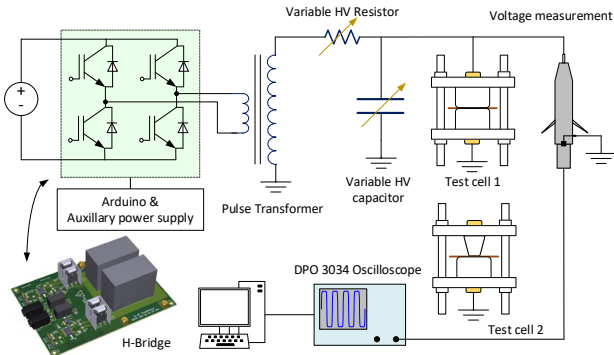 Variable HV Resistor
Voltage measurement
+
-
Arduino &
Auxillary power supply
Pulse Transformer
Variable HV
capacitor
Test cell 1
DPO 3034 Oscilloscope
H-Bridge
Test cell 2